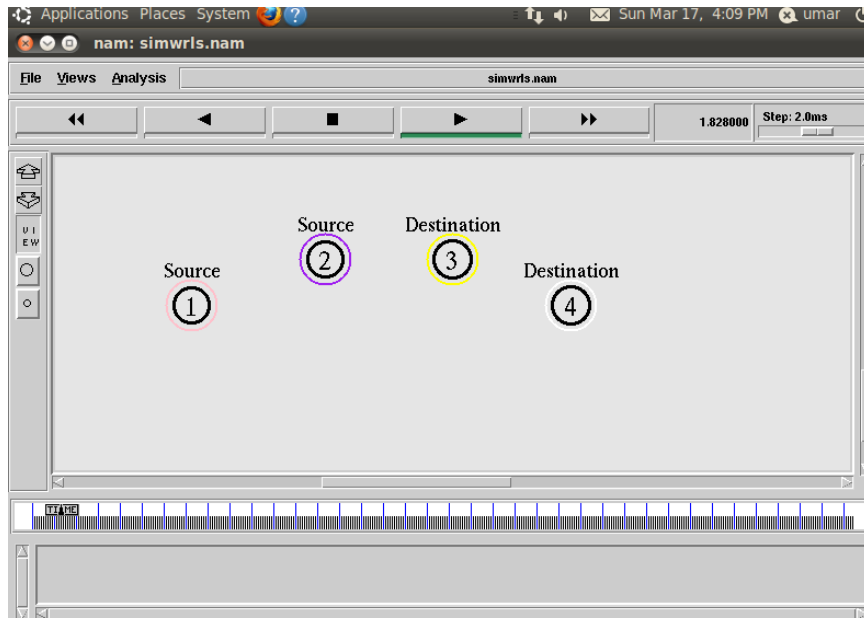 Applications Places System ? Sun Mar 17, 4:09 PM umar
nam: simwrls.nam
File Views Analysis simwrls.nam
1.828000 Step: 2.0ms
V I
E W
Source Destination
2 3
Source Destination
1 4
TIME